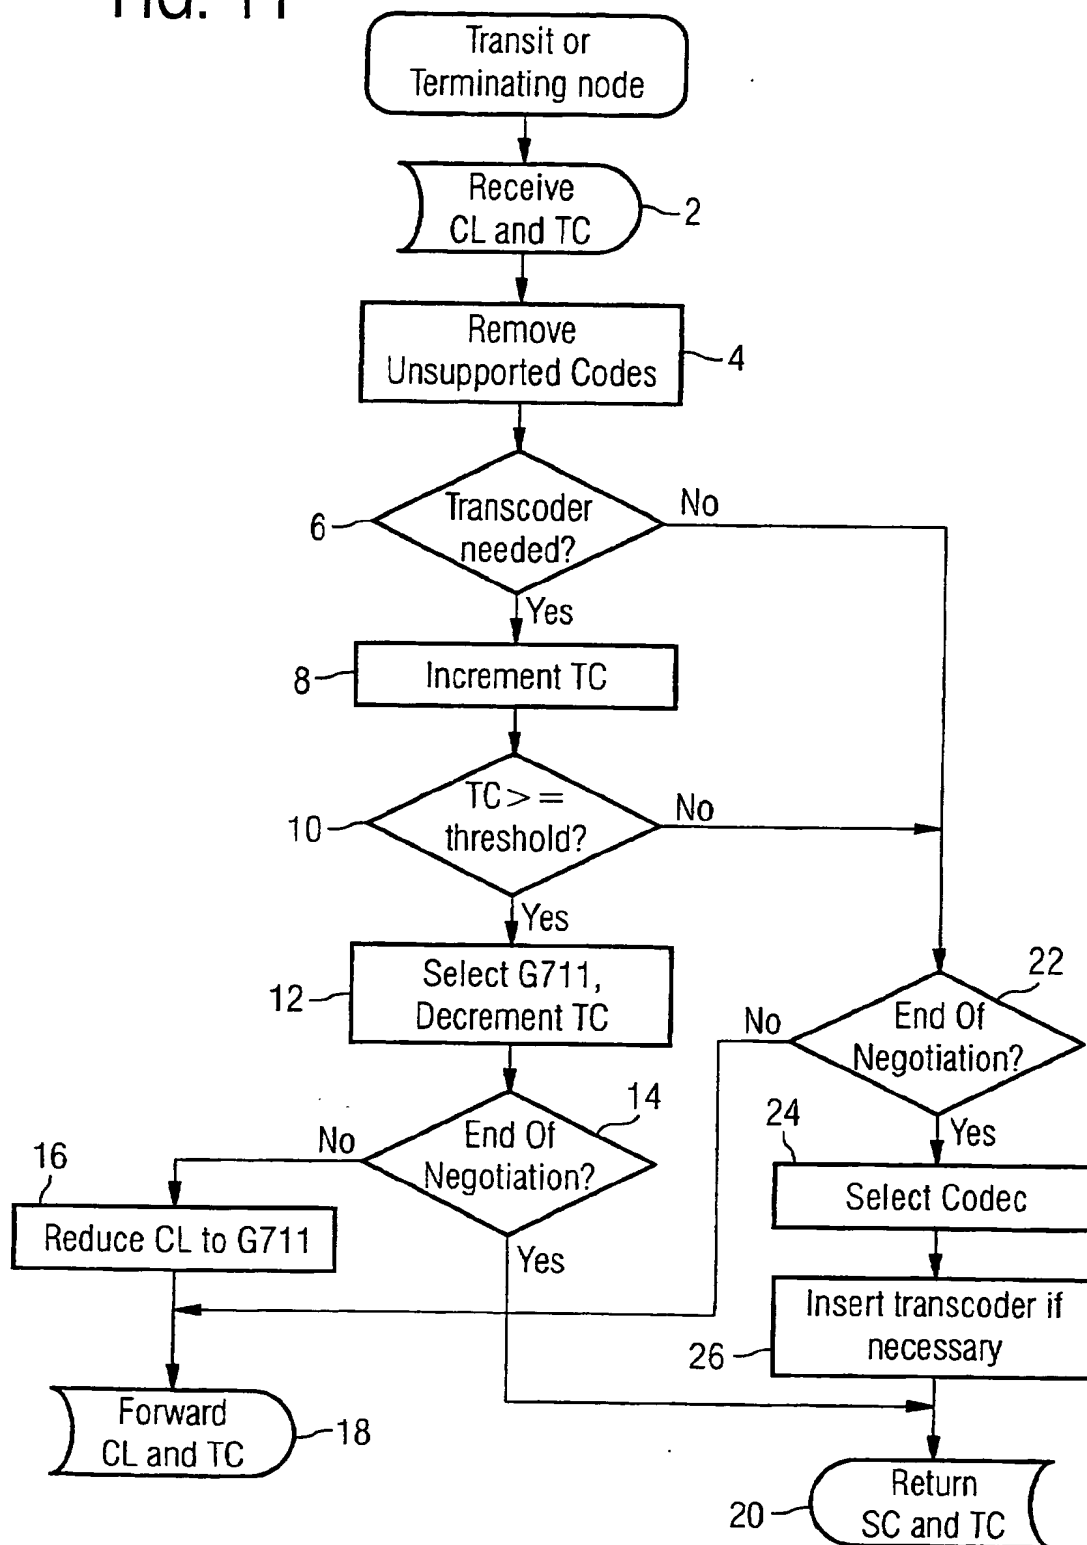 Transit or
Terminating node
Receive
CL and TC
2
Remove
Unsupported Codes
4
Transcoder
needed?
6
No
Yes
Increment TC
8
TC > =
threshold?
10
No
Yes
Select G711,
Decrement TC
12
End Of
Negotiation?
22
No
Yes
End Of
Negotiation?
14
No
Yes
24
Select Codec
16
Reduce CL to G711
Insert transcoder if
necessary
26
Forward
CL and TC
18
Return
SC and TC
20